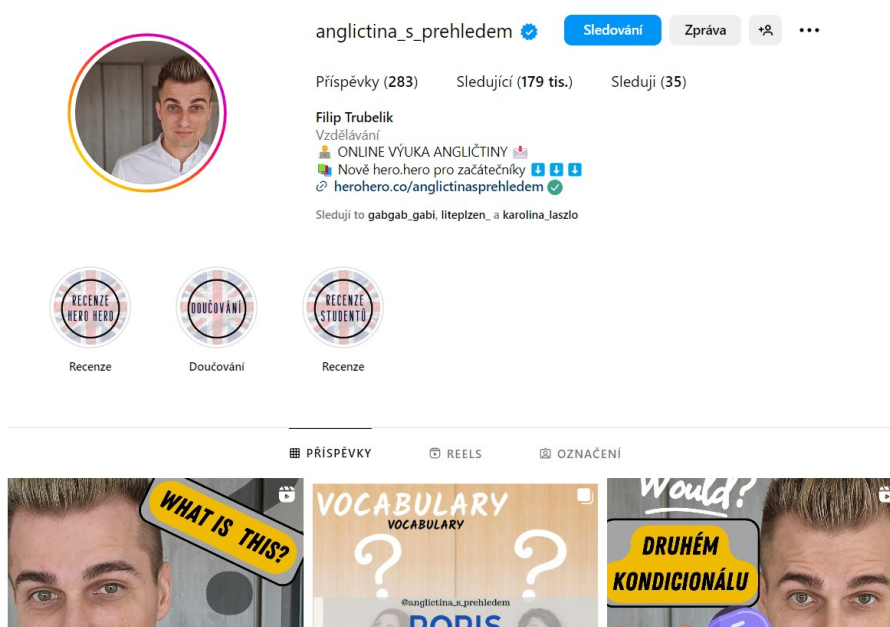 anglictina_s_prehledem
Sledování
Zpráva
Příspěvky (283) Sledující (179 tis.) Sleduji (35)
Filip Trubelik
Vzdělávání
ONLINE VÝUKA ANGLIČTINY
Nově hero.hero pro začátečníky
herohero.co/anglictinasprehledem
Sledují to gabgab_gabi, liteplzen_ a karolina_laszlo
RECENZE
HERO HERO
DOUČOVÁNÍ
RECENZE
STUDENTŮ
Recenze
Doučování
Recenze
PŘÍSPĚVKY
REELS
OZNAČENÍ
WHAT IS THIS?
VOCABULARY
VOCABULARY
@anglictina_s_prehledem
POPIS
Would?
DRUHÉM
KONDICIONÁLU